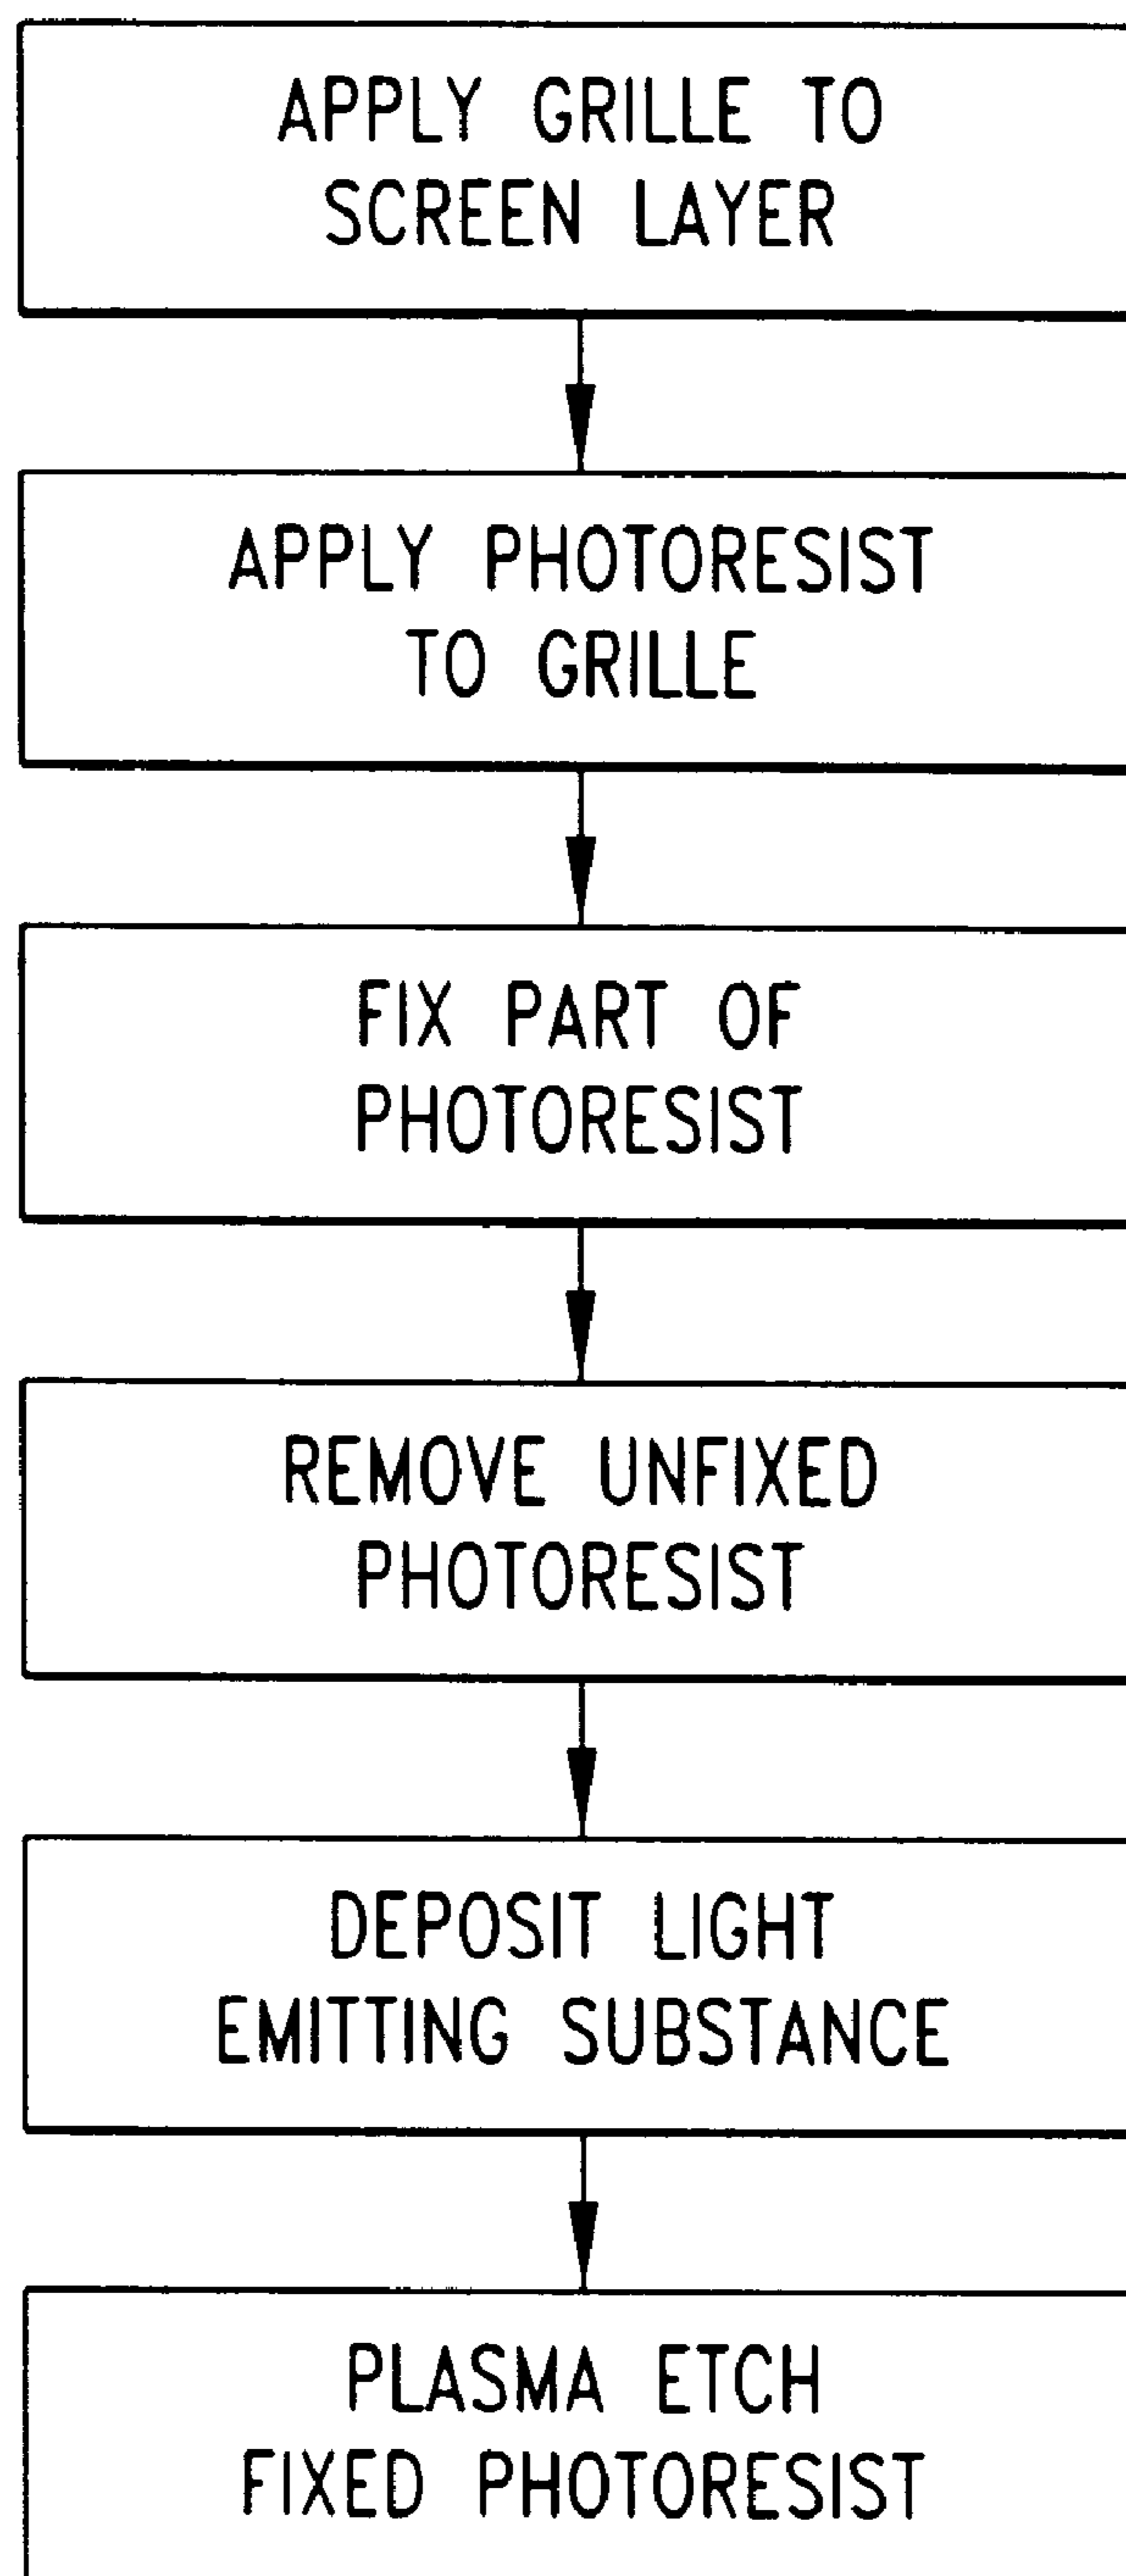 APPLY GRILLE TO
SCREEN LAYER
APPLY PHOTORESIST
TO GRILLE
FIX PART OF
PHOTORESIST
REMOVE UNFIXED
PHOTORESIST
DEPOSIT LIGHT
EMITTING SUBSTANCE
PLASMA ETCH
FIXED PHOTORESIST